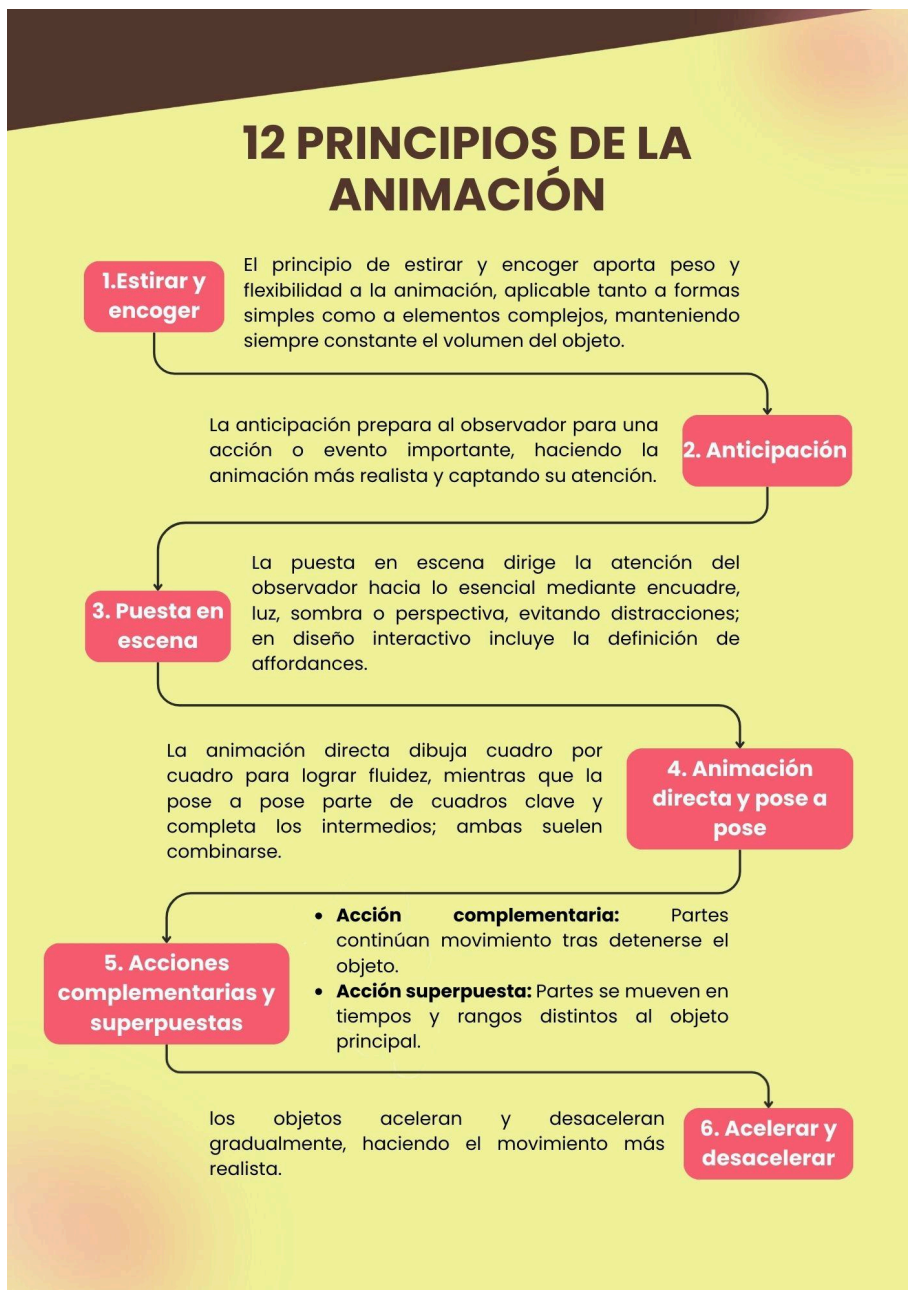 12 PRINCIPIOS DE LA
ANIMACIÓN
1.Estirar y
encoger
El principio de estirar y encoger aporta peso y
flexibilidad a la animación, aplicable tanto a formas
simples como a elementos complejos, manteniendo
siempre constante el volumen del objeto.
La anticipación prepara al observador para una
acción o evento importante, haciendo la
animación más realista y captando su atención.
2. Anticipación
3. Puesta en
escena
La puesta en escena dirige la atención del
observador hacia lo esencial mediante encuadre,
luz, sombra o perspectiva, evitando distracciones;
en diseño interactivo incluye la definición de
affordances.
La animación directa dibuja cuadro por
cuadro para lograr fluidez, mientras que la
pose a pose parte de cuadros clave y
completa los intermedios; ambas suelen
combinarse.
4. Animación
directa y pose a
pose
5. Acciones
complementarias y
superpuestas
• Acción complementaria: Partes
continúan movimiento tras detenerse el
objeto.
• Acción superpuesta: Partes se mueven en
tiempos y rangos distintos al objeto
principal.
los objetos aceleran y desaceleran
gradualmente, haciendo el movimiento más
realista.
6. Acelerar y
desacelerar